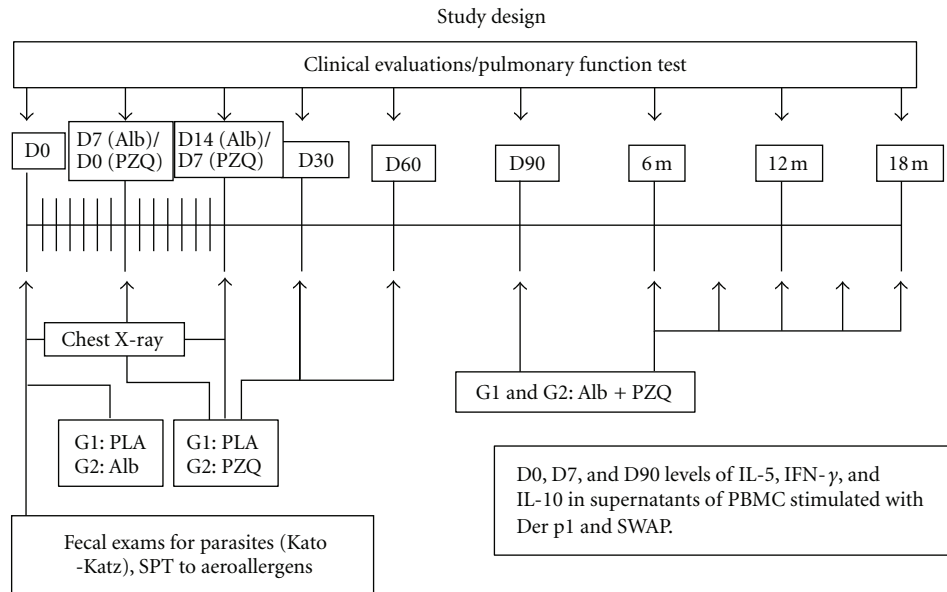 Study design
Clinical evaluations/pulmonary function test
D0
D7 (Alb)/
D0 (PZQ)
D14 (Alb)/
D7 (PZQ)
D30
D60
D90
6 m
12 m
18 m
Chest X-ray
G1: PLA
G2: Alb
G1: PLA
G2: PZQ
G1 and G2: Alb + PZQ
D0, D7, and D90 levels of IL-5, IFN-γ, and
IL-10 in supernatants of PBMC stimulated with
Der p1 and SWAP.
Fecal exams for parasites (Kato
-Katz), SPT to aeroallergens